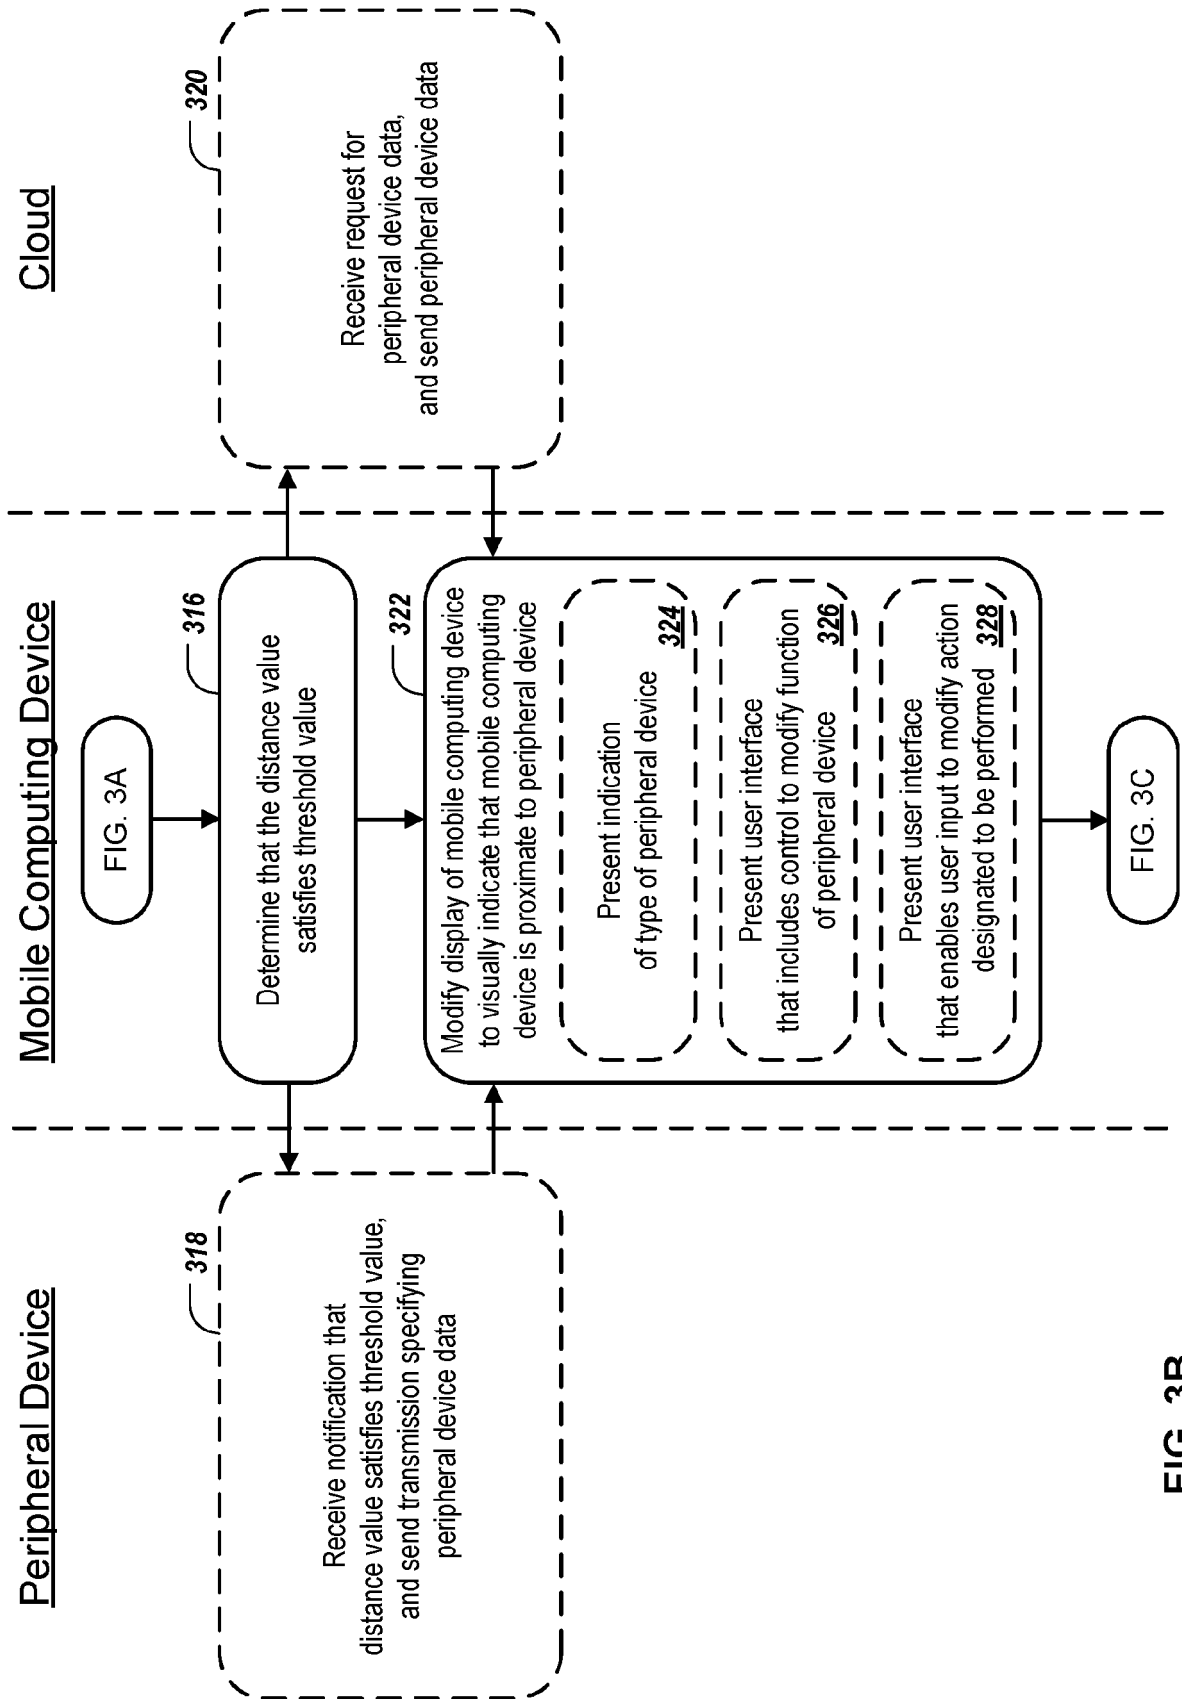 Peripheral Device
Mobile Computing Device
Cloud
FIG. 3A
316
Determine that the distance value
satisfies threshold value
318
Receive notification that
distance value satisfies threshold value,
and send transmission specifying
peripheral device data
320
Receive request for
peripheral device data,
and send peripheral device data
322
Modify display of mobile computing device
to visually indicate that mobile computing
device is proximate to peripheral device
Present indication
of type of peripheral device
324
Present user interface
that includes control to modify function
of peripheral device
326
Present user interface
that enables user input to modify action
designated to be performed
328
FIG. 3C
FIG. 3B